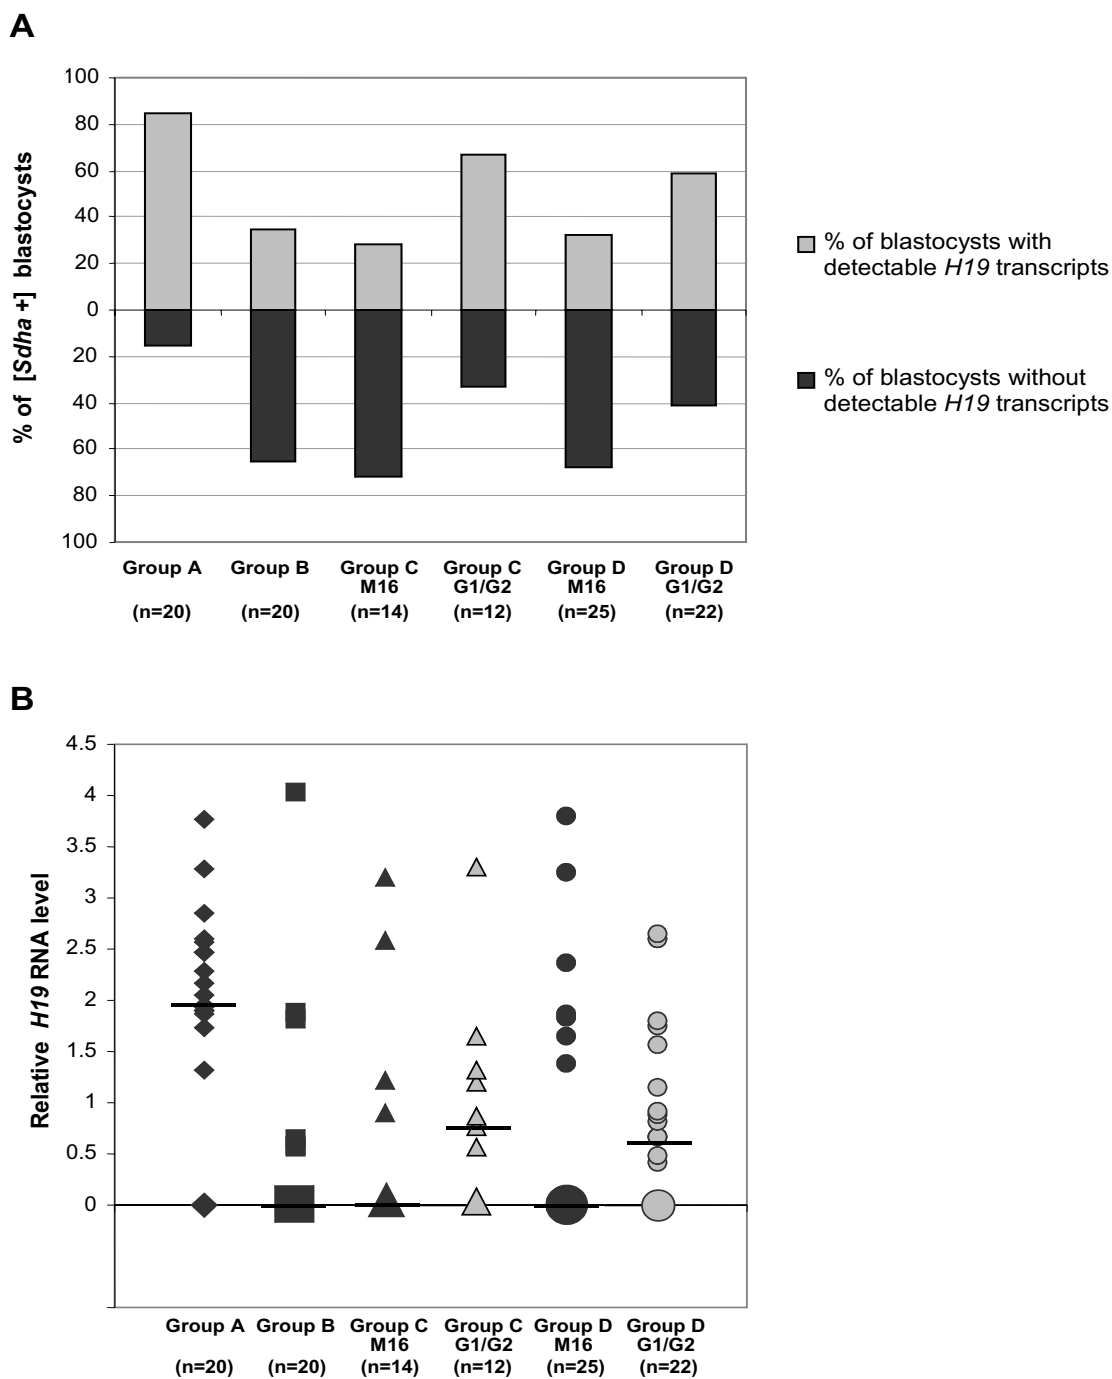 A
% of [Sdha +] blastocysts
100
80
60
40
20
0
20
40
60
80
100
Group A Group B Group C Group C Group D Group D
M16 G1/G2 M16 G1/G2
(n=20) (n=20) (n=14) (n=12) (n=25) (n=22)
% of blastocysts with
detectable H19 transcripts
% of blastocysts without
detectable H19 transcripts
B
Relative H19 RNA level
4.5
4
3.5
3
2.5
2
1.5
1
0.5
0
Group A Group B Group C Group C Group D Group D
M16 G1/G2 M16 G1/G2
(n=20) (n=20) (n=14) (n=12) (n=25) (n=22)